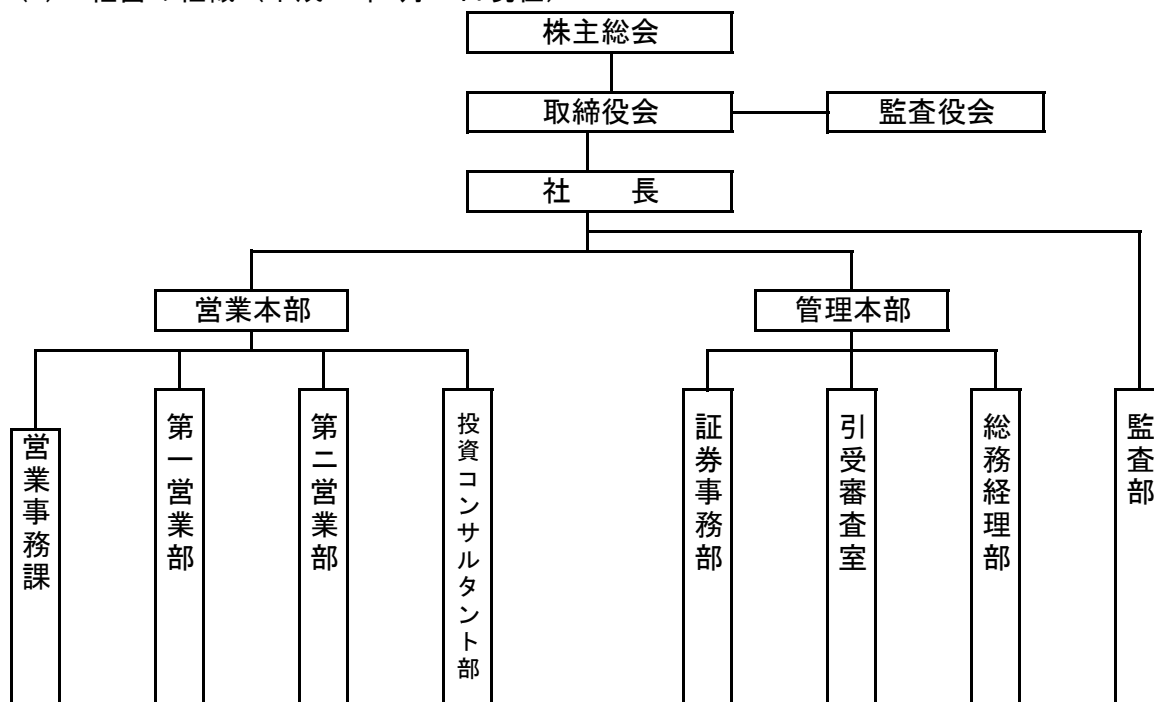 株主総会
取締役会
監査役会
社　　長
営業本部
管理本部
営業事務課
第一営業部
第二営業部
投資コンサルタント部
証券事務部
引受審査室
総務経理部
監査部